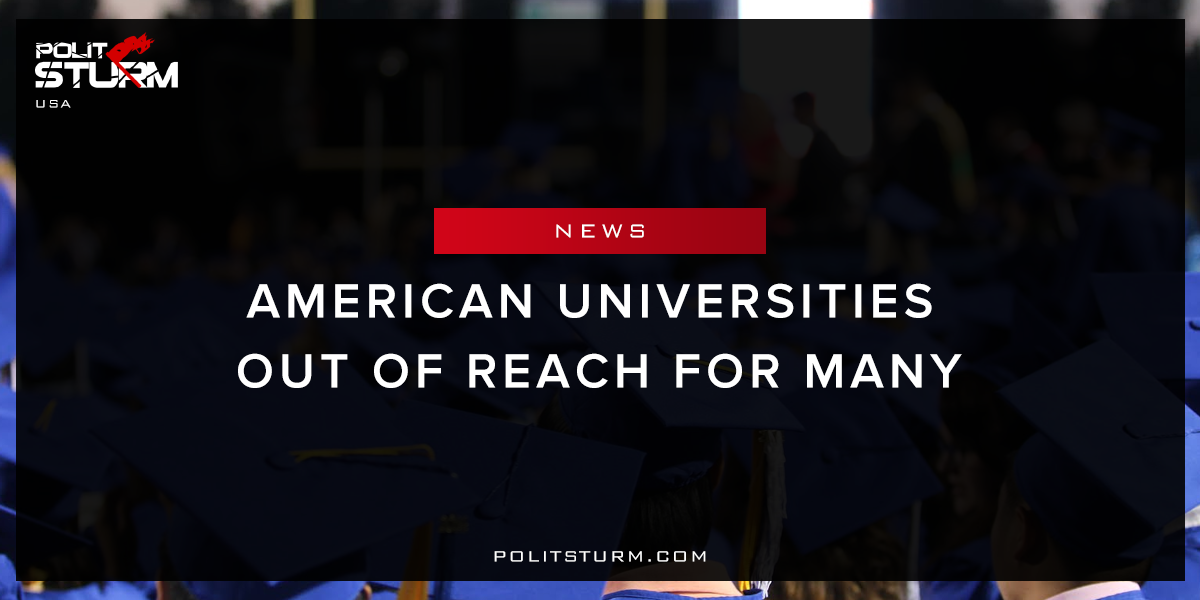 POLIT
STURM
USA
NEWS
AMERICAN UNIVERSITIES
OUT OF REACH FOR MANY
POLITSTURM.COM